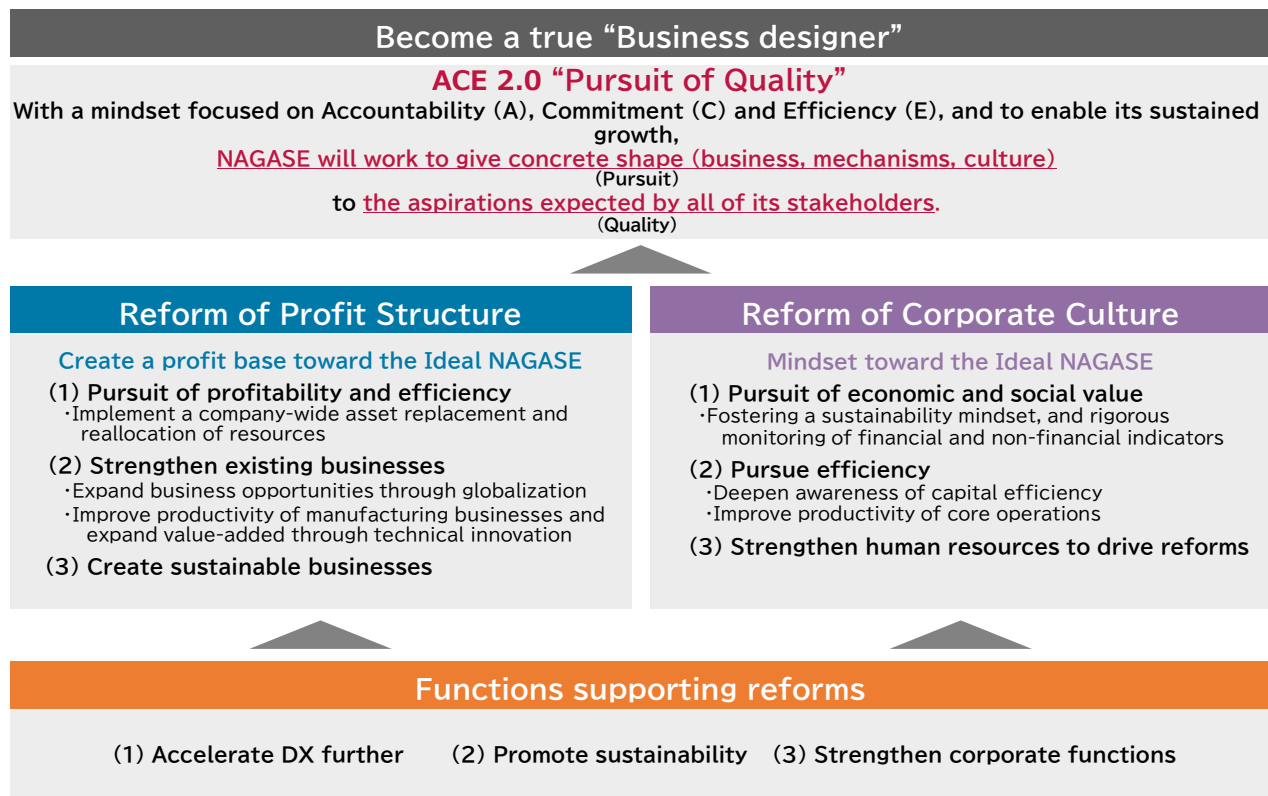 Become a true “Business designer”
ACE 2.0 “Pursuit of Quality”
With a mindset focused on Accountability (A), Commitment (C) and Efficiency (E), and to enable its sustained
growth,
NAGASE will work to give concrete shape (business, mechanisms, culture)
(Pursuit)
to the aspirations expected by all of its stakeholders.
(Quality)
Reform of Profit Structure
Create a profit base toward the Ideal NAGASE
(1) Pursuit of profitability and efficiency
･Implement a company-wide asset replacement and
reallocation of resources
(2) Strengthen existing businesses
･Expand business opportunities through globalization
･Improve productivity of manufacturing businesses and
expand value-added through technical innovation
(3) Create sustainable businesses
Reform of Corporate Culture
Mindset toward the Ideal NAGASE
(1) Pursuit of economic and social value
･Fostering a sustainability mindset, and rigorous
monitoring of financial and non-financial indicators
(2) Pursue efficiency
･Deepen awareness of capital efficiency
･Improve productivity of core operations
(3) Strengthen human resources to drive reforms
Functions supporting reforms
(1) Accelerate DX further (2) Promote sustainability (3) Strengthen corporate functions